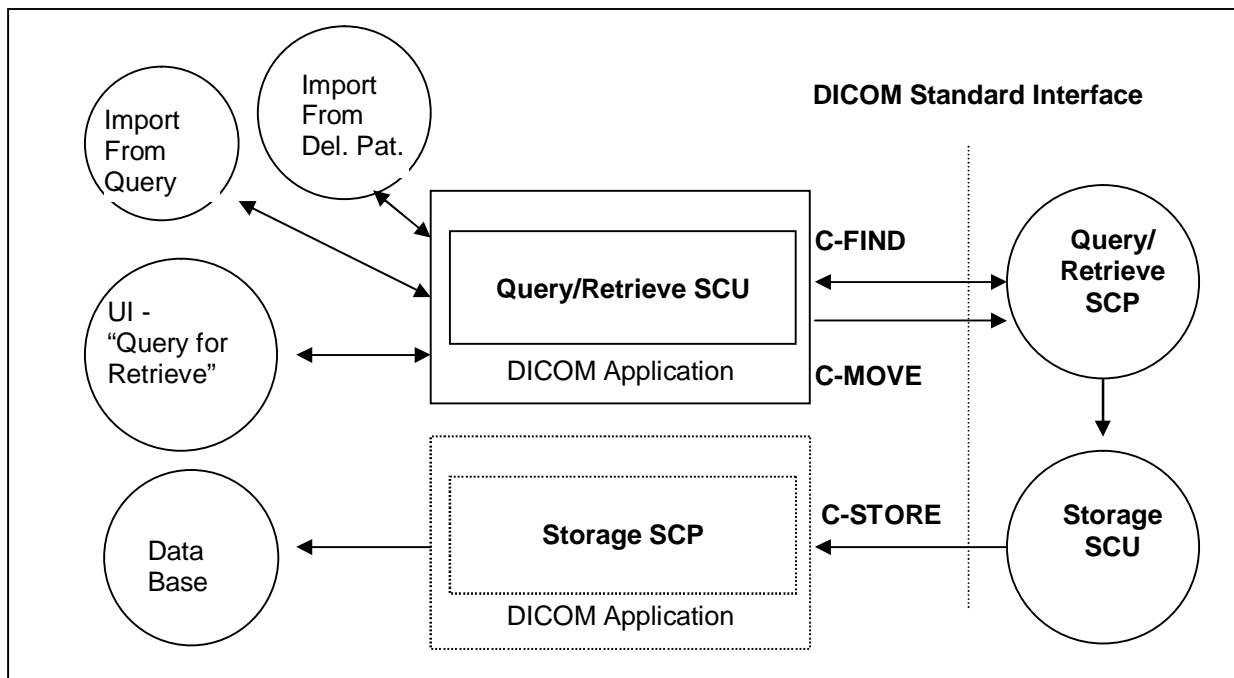 Import
From
Del. Pat.
Import
From
Query
DICOM Standard Interface
UI -
“Query for
Retrieve”
Query/Retrieve SCU
DICOM Application
C-FIND
C-MOVE
Query/
Retrieve
SCP
Data
Base
Storage SCP
DICOM Application
C-STORE
Storage
SCU